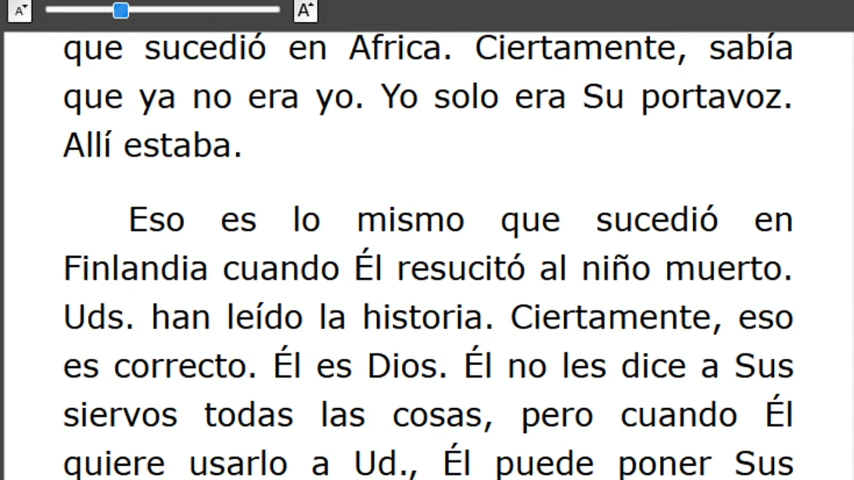 A
A
que sucedió en Africa. Ciertamente, sabía
que ya no era yo. Yo solo era Su portavoz.
Allí estaba.
Eso es lo mismo que sucedió en
Finlandia cuando Él resucitó al niño muerto.
Uds. han leído la historia. Ciertamente, eso
es correcto. Él es Dios. Él no les dice a Sus
siervos todas las cosas, pero cuando Él
quiere usarlo a Ud., Él puede poner Sus